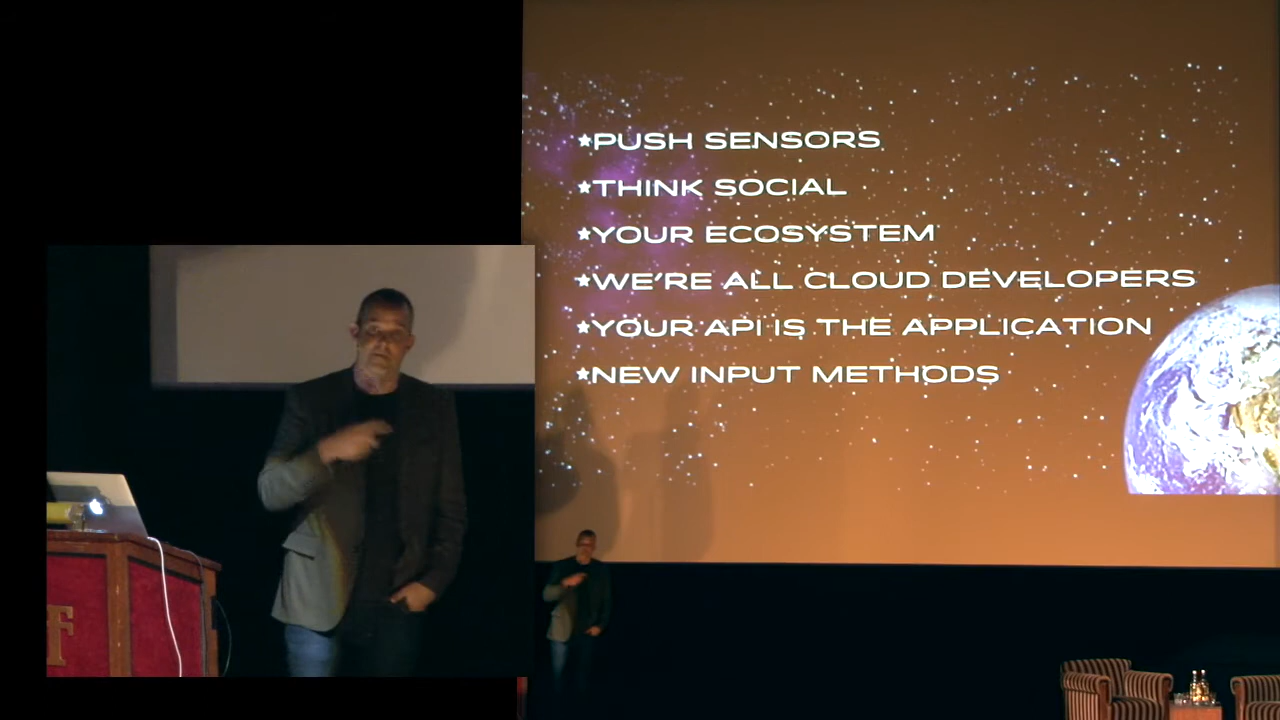 ★PUSH SENSORS
★THINK SOCIAL
★YOUR ECOSYSTEM
★WE'RE ALL CLOUD DEVELOPERS
★YOUR API IS THE APPLICATION
★NEW INPUT METHODS